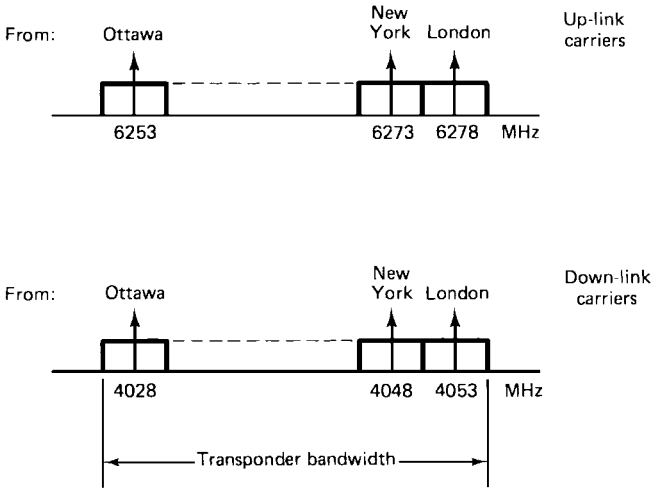 From: Ottawa New York London Up-link carriers
6253 6273 6278 MHz
From: Ottawa New York London Down-link carriers
4028 4048 4053 MHz
Transponder bandwidth